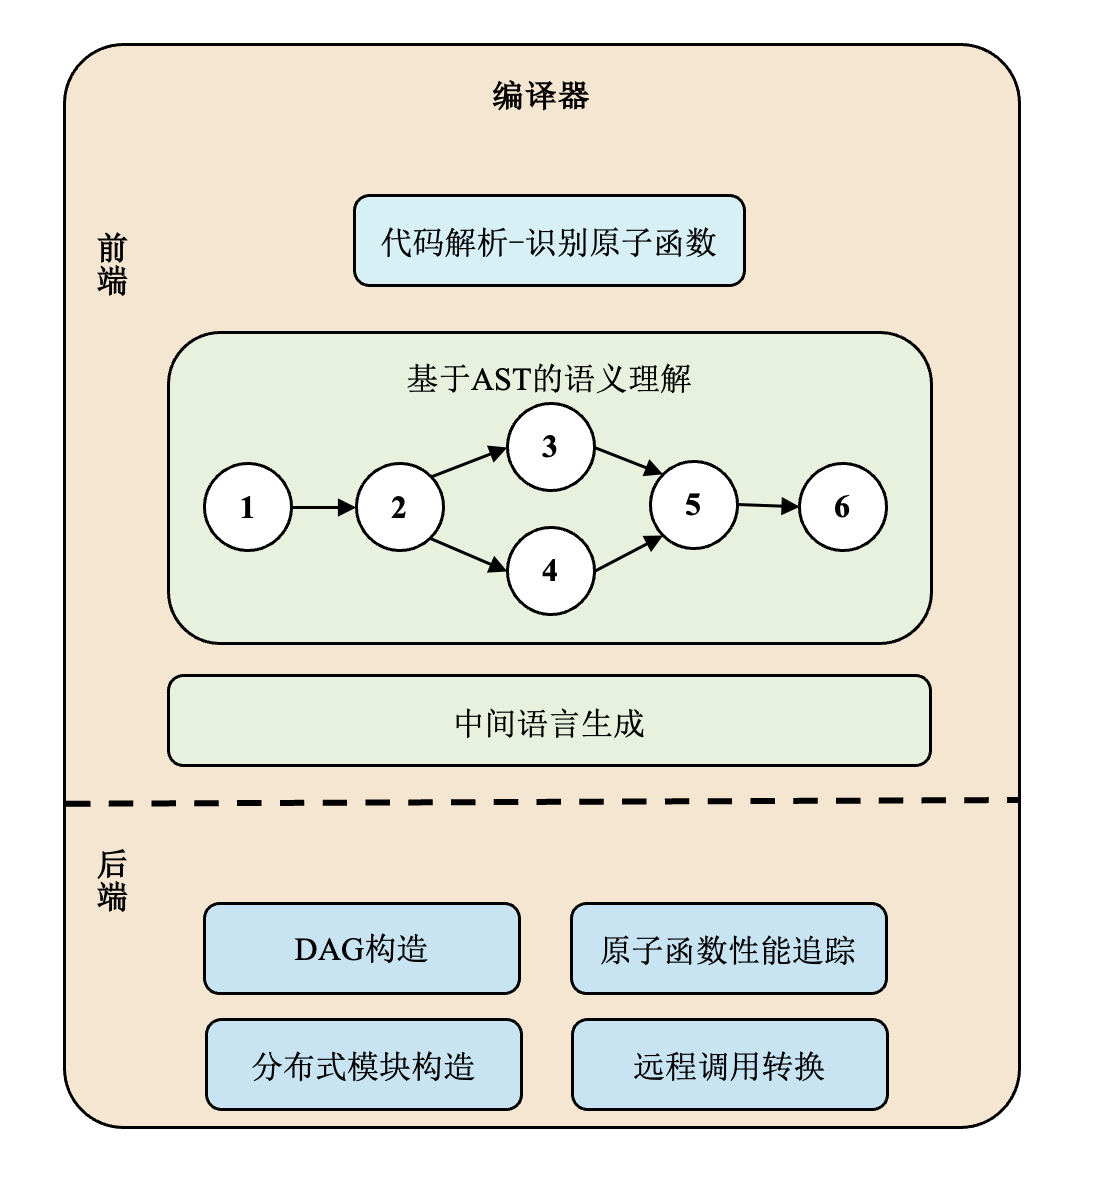 编译器
前
端
代码解析-识别原子函数
基于AST的语义理解
3
1
2
5
6
4
中间语言生成
后
端
DAG构造
原子函数性能追踪
分布式模块构造
远程调用转换